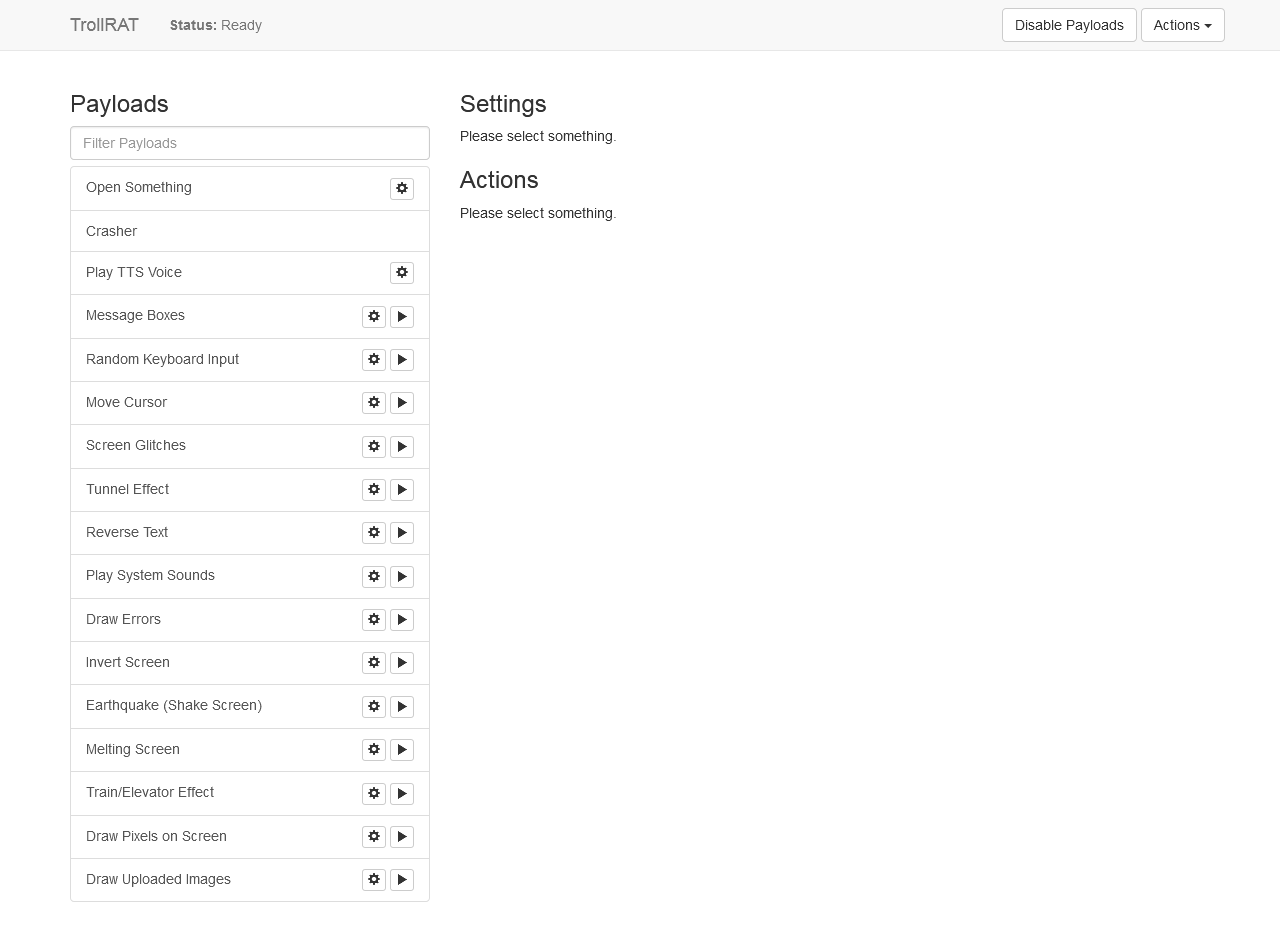 TrollRAT
Status: Ready
Disable Payloads
Actions
Payloads
Filter Payloads
Open Something
Crasher
Play TTS Voice
Message Boxes
Random Keyboard Input
Move Cursor
Screen Glitches
Tunnel Effect
Reverse Text
Play System Sounds
Draw Errors
Invert Screen
Earthquake (Shake Screen)
Melting Screen
Train/Elevator Effect
Draw Pixels on Screen
Draw Uploaded Images
Settings
Please select something.
Actions
Please select something.